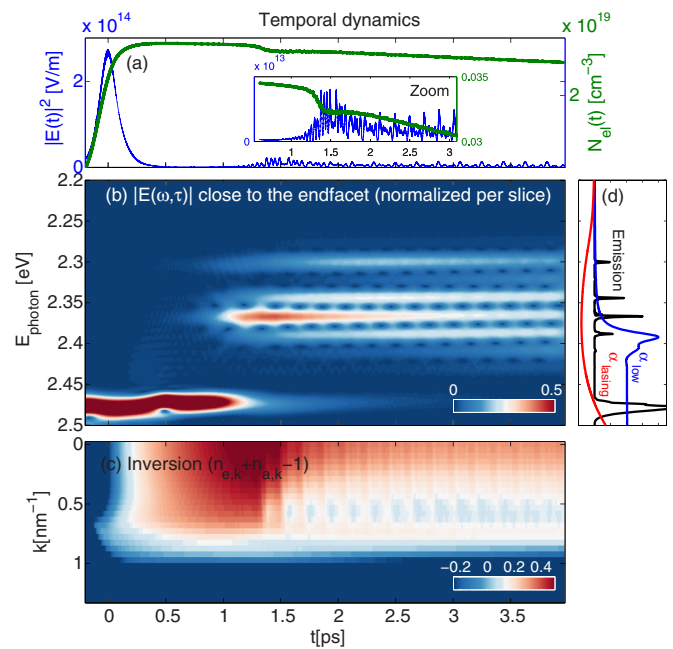 Temporal dynamics
x 10^14
x 10^19
|E(t)|^2 [V/m]
N_el(t) [cm^-3]
2
0
2
(a)
x 10^13
0.035
Zoom
5
0
0.03
1
1.5
2
2.5
3
(b) |E(ω,τ)| close to the endfacet (normalized per slice)
(d)
E_photon [eV]
2.2
2.3
2.35
2.4
2.47
2.5
0
0.5
Emission
α_lasing
α_low
(c) Inversion (n_e,k+n_a,k-1)
k[nm^-1]
0
0.5
1
−0.2 0 0.2 0.4
0 0.5 1 1.5 2 2.5 3 3.5
t[ps]